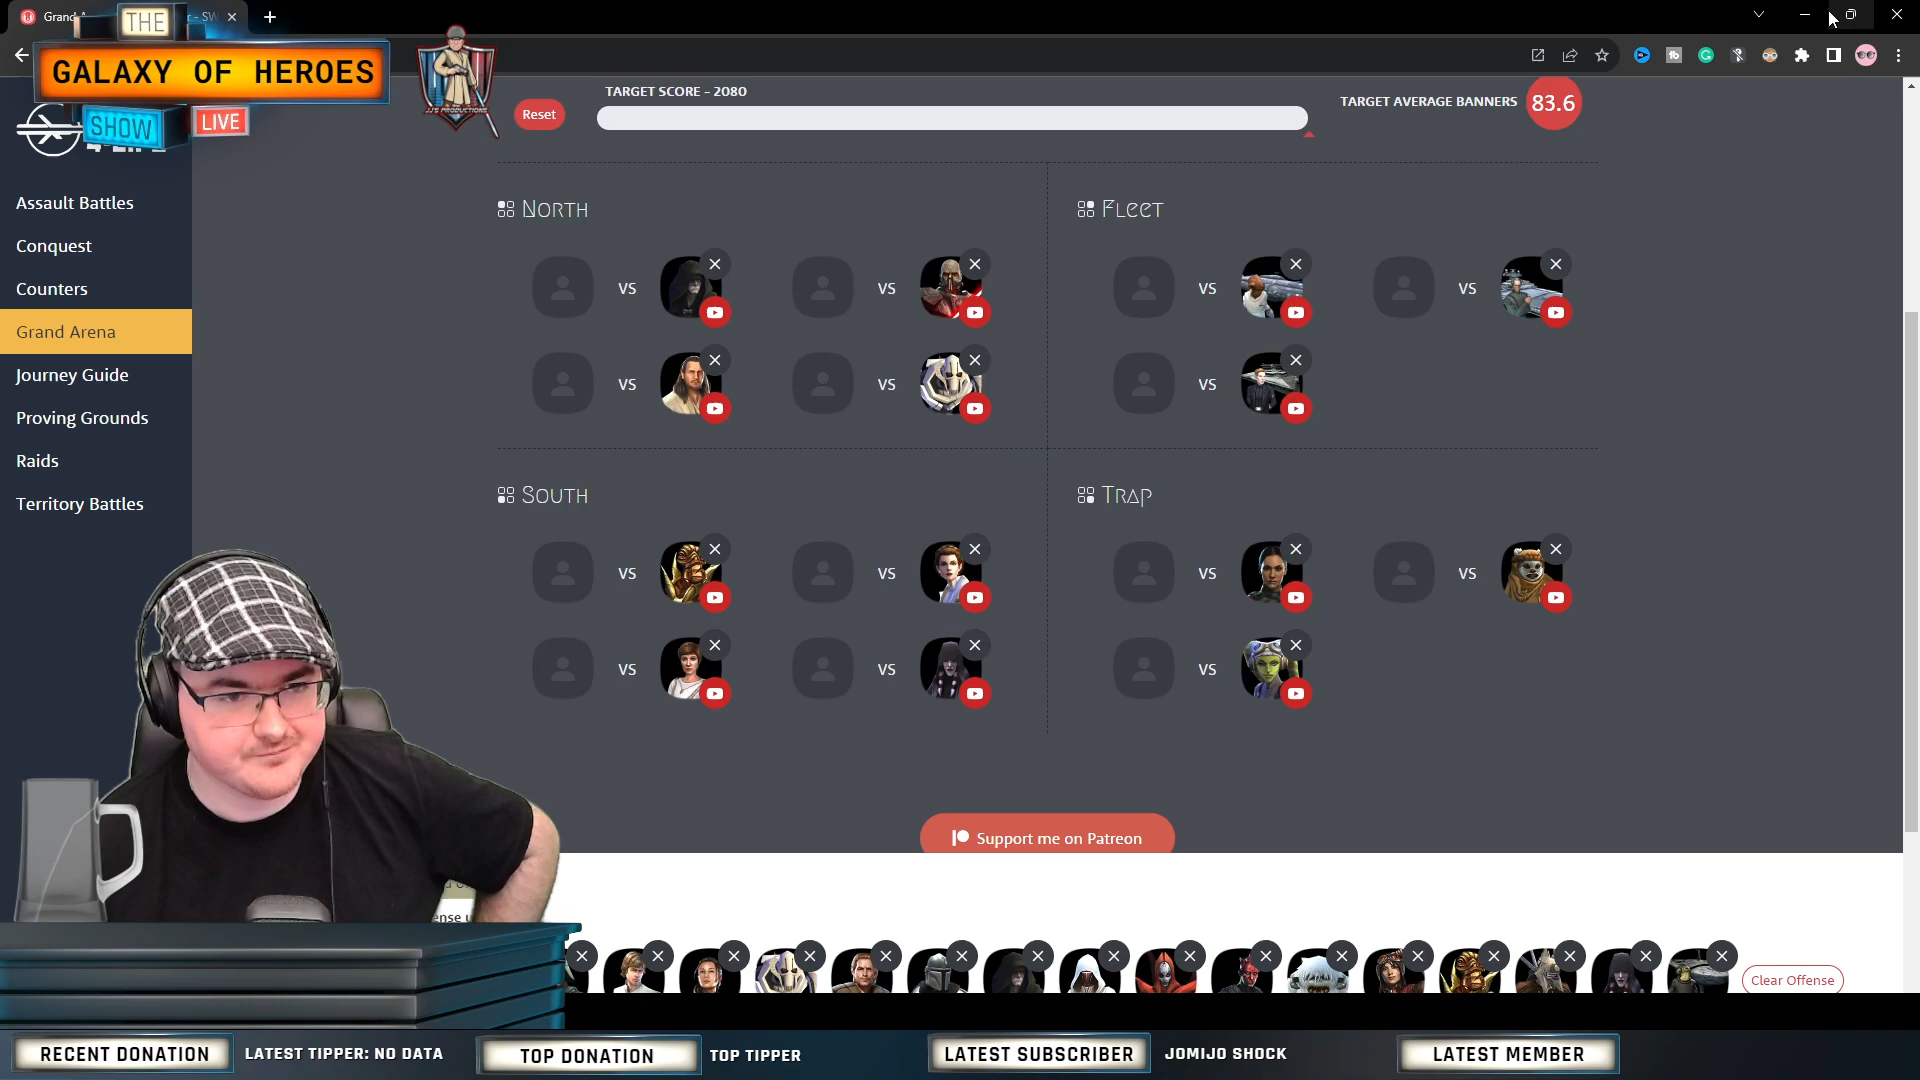 THE
GALAXY OF HEROES
SHOW
LIVE
JJ'S PRODUCTIONS
Reset
TARGET SCORE - 2080
TARGET AVERAGE BANNERS
83.6
Assault Battles
Conquest
Counters
Grand Arena
Journey Guide
Proving Grounds
Raids
Territory Battles
NORTH
VS
VS
VS
VS
FLEET
VS
VS
VS
SOUTH
VS
VS
VS
VS
TRAP
VS
VS
VS
Support me on Patreon
Clear Offense
RECENT DONATION
LATEST TIPPER: NO DATA
TOP DONATION
TOP TIPPER
LATEST SUBSCRIBER
JOMIJO SHOCK
LATEST MEMBER